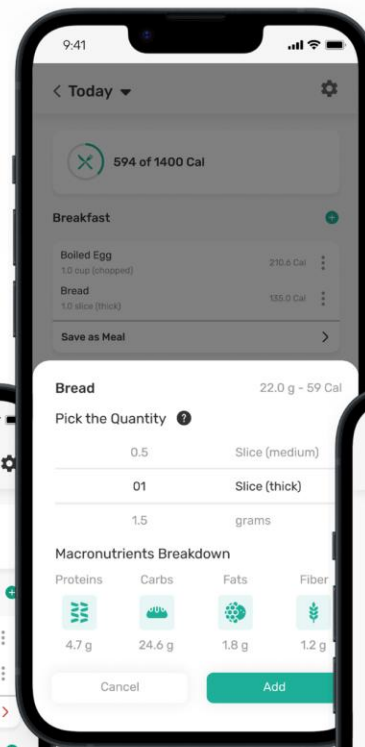 9:41
Today
594 of 1400 Cal
Breakfast
Boiled Egg
210.6 Cal
1.0 cup (chopped)
Bread
135.0 Cal
1.0 slice (thick)
Save as Meal
Bread 22.0 g - 59 Cal
Pick the Quantity ?
0.5 Slice (medium)
01 Slice (thick)
1.5 grams
Macronutrients Breakdown
Proteins Carbs Fats Fiber
4.7 g 24.6 g 1.8 g 1.2 g
Cancel Add